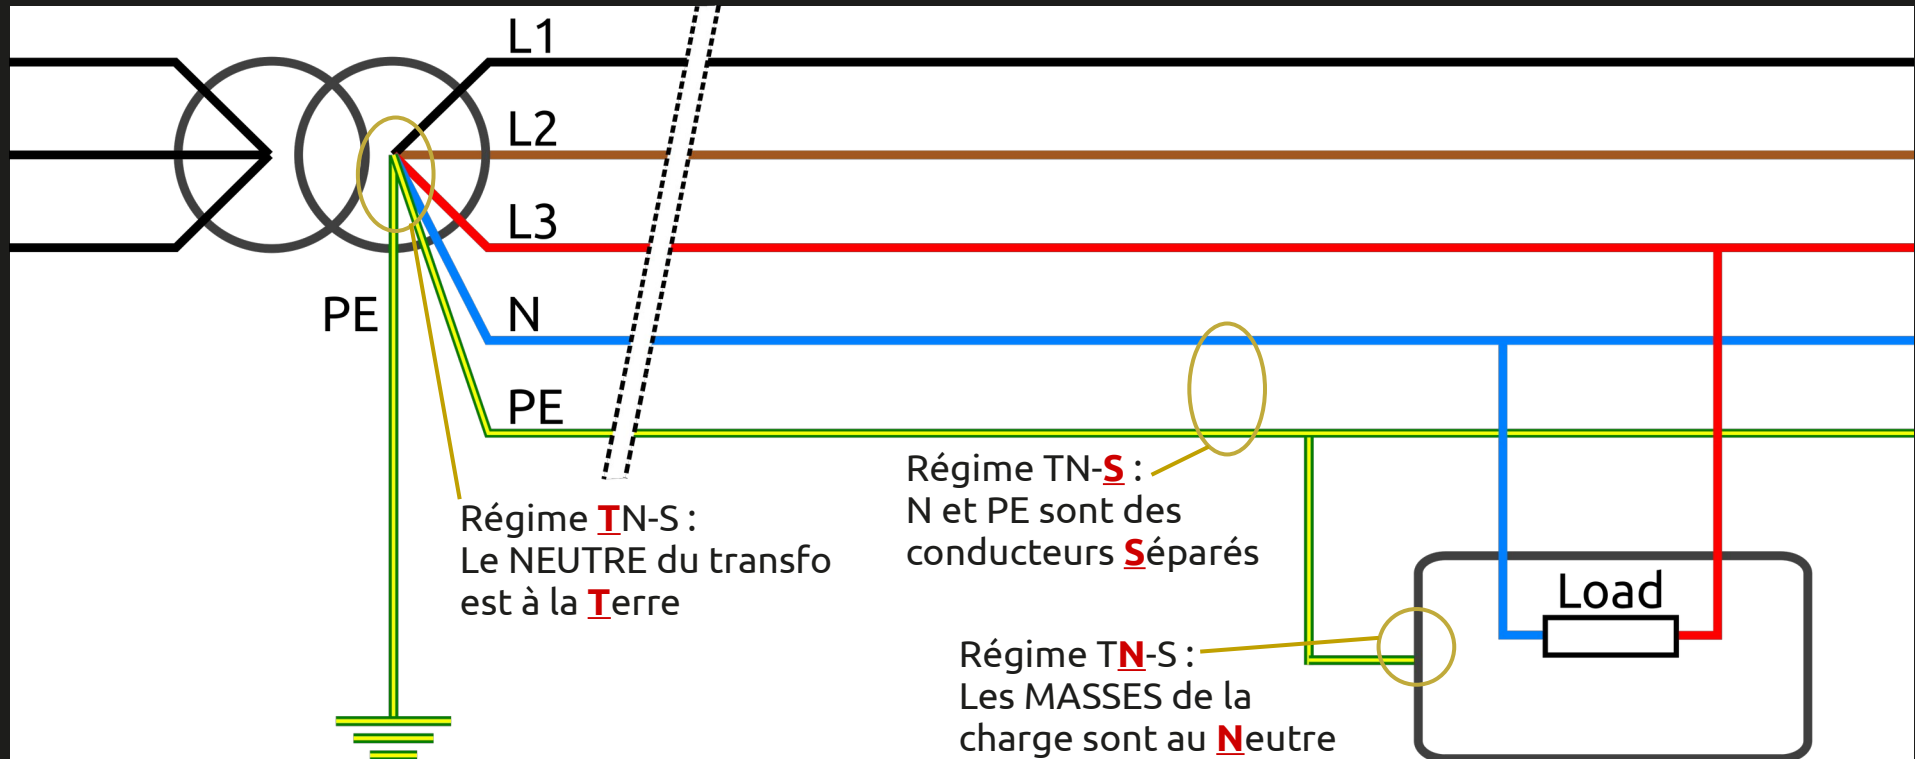 L1
L2
L3
PE
N
PE
Régime TN-S :
Le NEUTRE du transfo
est à la Terre
Régime TN-S :
N et PE sont des
conducteurs Séparés
Load
Régime TN-S :
Les MASSES de la
charge sont au Neutre